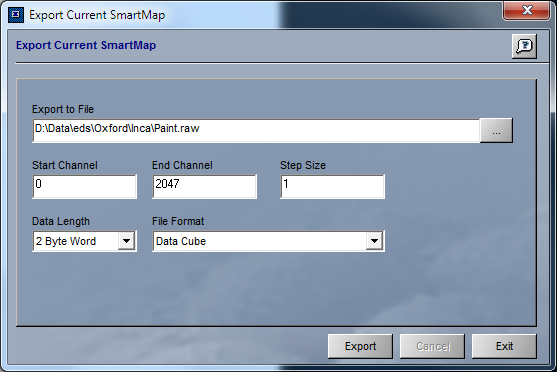 Export Current SmartMap
Export Current SmartMap
Export to File
D:\Data\eds\Oxford\Inca\Paint.raw
...
Start Channel End Channel Step Size
0 2047 1
Data Length File Format
2 Byte Word Data Cube
Export Cancel Exit